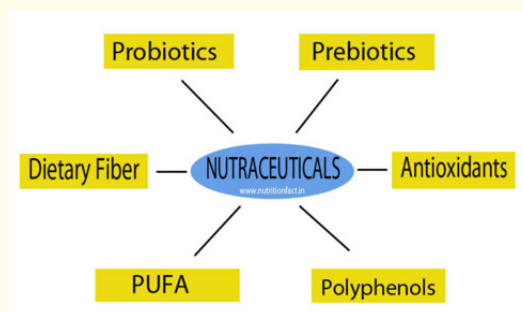 Probiotics
Prebiotics
Dietary Fiber
NUTRACEUTICALS
www.nutritionfact.in
Antioxidants
PUFA
Polyphenols